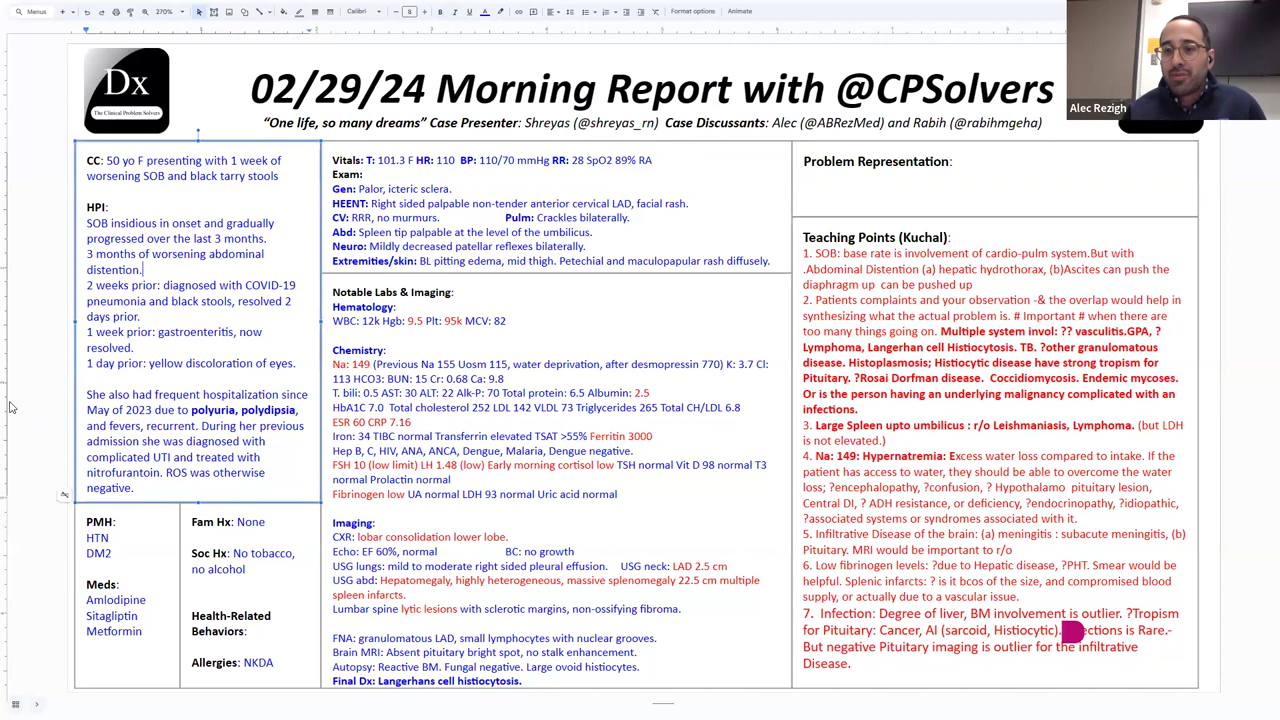 Menus
270%
Calibri
8
Format options
Animate
Dx
The Clinical Problem Solvers
02/29/24 Morning Report with @CPSolvers
“One life, so many dreams” Case Presenter: Shreyas (@shreyas_rn) Case Discussants: Alec (@ABRezMed) and Rabih (@rabihmgeha)
Alec Rezigh
CC: 50 yo F presenting with 1 week of
worsening SOB and black tarry stools
HPI:
SOB insidious in onset and gradually
progressed over the last 3 months.
3 months of worsening abdominal
distention.
2 weeks prior: diagnosed with COVID-19
pneumonia and black stools, resolved 2
days prior.
1 week prior: gastroenteritis, now
resolved.
1 day prior: yellow discoloration of eyes.
She also had frequent hospitalization since
May of 2023 due to polyuria, polydipsia,
and fevers, recurrent. During her previous
admission she was diagnosed with
complicated UTI and treated with
nitrofurantoin. ROS was otherwise
negative.
PMH:
HTN
DM2
Meds:
Amlodipine
Sitagliptin
Metformin
Fam Hx: None
Soc Hx: No tobacco,
no alcohol
Health-Related
Behaviors:
Allergies: NKDA
Vitals: T: 101.3 F HR: 110 BP: 110/70 mmHg RR: 28 SpO2 89% RA
Exam:
Gen: Palor, icteric sclera.
HEENT: Right sided palpable non-tender anterior cervical LAD, facial rash.
CV: RRR, no murmurs. Pulm: Crackles bilaterally.
Abd: Spleen tip palpable at the level of the umbilicus.
Neuro: Mildly decreased patellar reflexes bilaterally.
Extremities/skin: BL pitting edema, mid thigh. Petechial and maculopapular rash diffusely.
Notable Labs & Imaging:
Hematology:
WBC: 12k Hgb: 9.5 Plt: 95k MCV: 82
Chemistry:
Na: 149 (Previous Na 155 Uosm 115, water deprivation, after desmopressin 770) K: 3.7 Cl:
113 HCO3: BUN: 15 Cr: 0.68 Ca: 9.8
T. bili: 0.5 AST: 30 ALT: 22 Alk-P: 70 Total protein: 6.5 Albumin: 2.5
HbA1C 7.0 Total cholesterol 252 LDL 142 VLDL 73 Triglycerides 265 Total CH/LDL 6.8
ESR 60 CRP 7.16
Iron: 34 TIBC normal Transferrin elevated TSAT >55% Ferritin 3000
Hep B, C, HIV, ANA, ANCA, Dengue, Malaria, Dengue negative.
FSH 10 (low limit) LH 1.48 (low) Early morning cortisol low TSH normal Vit D 98 normal T3
normal Prolactin normal
Fibrinogen low UA normal LDH 93 normal Uric acid normal
Imaging:
CXR: lobar consolidation lower lobe.
Echo: EF 60%, normal BC: no growth
USG lungs: mild to moderate right sided pleural effusion. USG neck: LAD 2.5 cm
USG abd: Hepatomegaly, highly heterogeneous, massive splenomegaly 22.5 cm multiple
spleen infarcts.
Lumbar spine lytic lesions with sclerotic margins, non-ossifying fibroma.
FNA: granulomatous LAD, small lymphocytes with nuclear grooves.
Brain MRI: Absent pituitary bright spot, no stalk enhancement.
Autopsy: Reactive BM. Fungal negative. Large ovoid histiocytes.
Final Dx: Langerhans cell histiocytosis.
Problem Representation:
Teaching Points (Kuchal):
1. SOB: base rate is involvement of cardio-pulm system.But with
.Abdominal Distention (a) hepatic hydrothorax, (b)Ascites can push the
diaphragm up can be pushed up
2. Patients complaints and your observation -& the overlap would help in
synthesizing what the actual problem is. # Important # when there are
too many things going on. Multiple system invol: ?? vasculitis.GPA, ?
Lymphoma, Langerhan cell Histiocytosis. TB. ?other granulomatous
disease. Histoplasmosis; Histiocytic disease have strong tropism for
Pituitary. ?Rosai Dorfman disease. Coccidiomycosis. Endemic mycoses.
Or is the person having an underlying malignancy complicated with an
infections.
3. Large Spleen upto umbilicus : r/o Leishmaniasis, Lymphoma. (but LDH
is not elevated.)
4. Na: 149: Hypernatremia: Excess water loss compared to intake. If the
patient has access to water, they should be able to overcome the water
loss; ?encephalopathy, ?confusion, ? Hypothalamo pituitary lesion,
Central DI, ? ADH resistance, or deficiency, ?endocrinopathy, ?idiopathic,
?associated systems or syndromes associated with it.
5. Infiltrative Disease of the brain: (a) meningitis : subacute meningitis, (b)
Pituitary. MRI would be important to r/o
6. Low fibrinogen levels: ?due to Hepatic disease, ?PHT. Smear would be
helpful. Splenic infarcts: ? is it bcos of the size, and compromised blood
supply, or actually due to a vascular issue.
7. Infection: Degree of liver, BM involvement is outlier. ?Tropism
for Pituitary: Cancer, AI (sarcoid, Histiocytic). ections is Rare.-
But negative Pituitary imaging is outlier for the infiltrative
Disease.